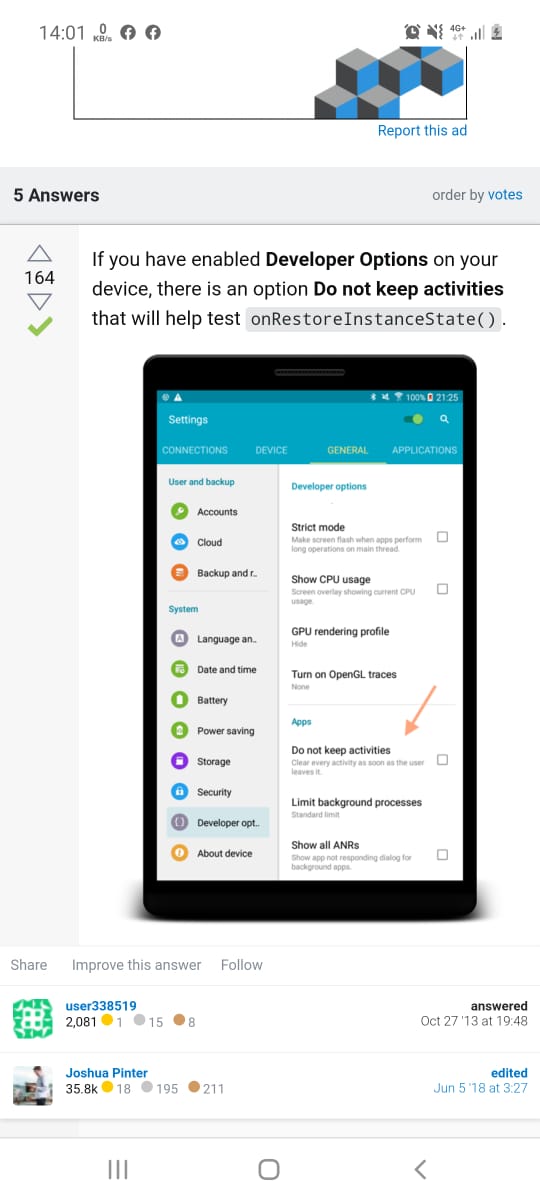 14:01 0 KB/s 4G+
Report this ad
5 Answers order by votes
164
If you have enabled Developer Options on your
device, there is an option Do not keep activities
that will help test onRestoreInstanceState().
100% 21:25
Settings
CONNECTIONS DEVICE GENERAL APPLICATIONS
User and backup
Accounts
Cloud
Backup and r..
System
Language an..
Date and time
Battery
Power saving
Storage
Security
Developer opt..
About device
Developer options
Strict mode
Make screen flash when apps perform
long operations on main thread.
Show CPU usage
Screen overlay showing current CPU
usage.
GPU rendering profile
Hide
Turn on OpenGL traces
None
Apps
Do not keep activities
Clear every activity as soon as the user
leaves it.
Limit background processes
Standard limit
Show all ANRs
Show app not responding dialog for
background apps.
Share Improve this answer Follow
user338519 answered
2,081 1 15 8 Oct 27 '13 at 19:48
Joshua Pinter edited
35.8k 18 195 211 Jun 5 '18 at 3:27